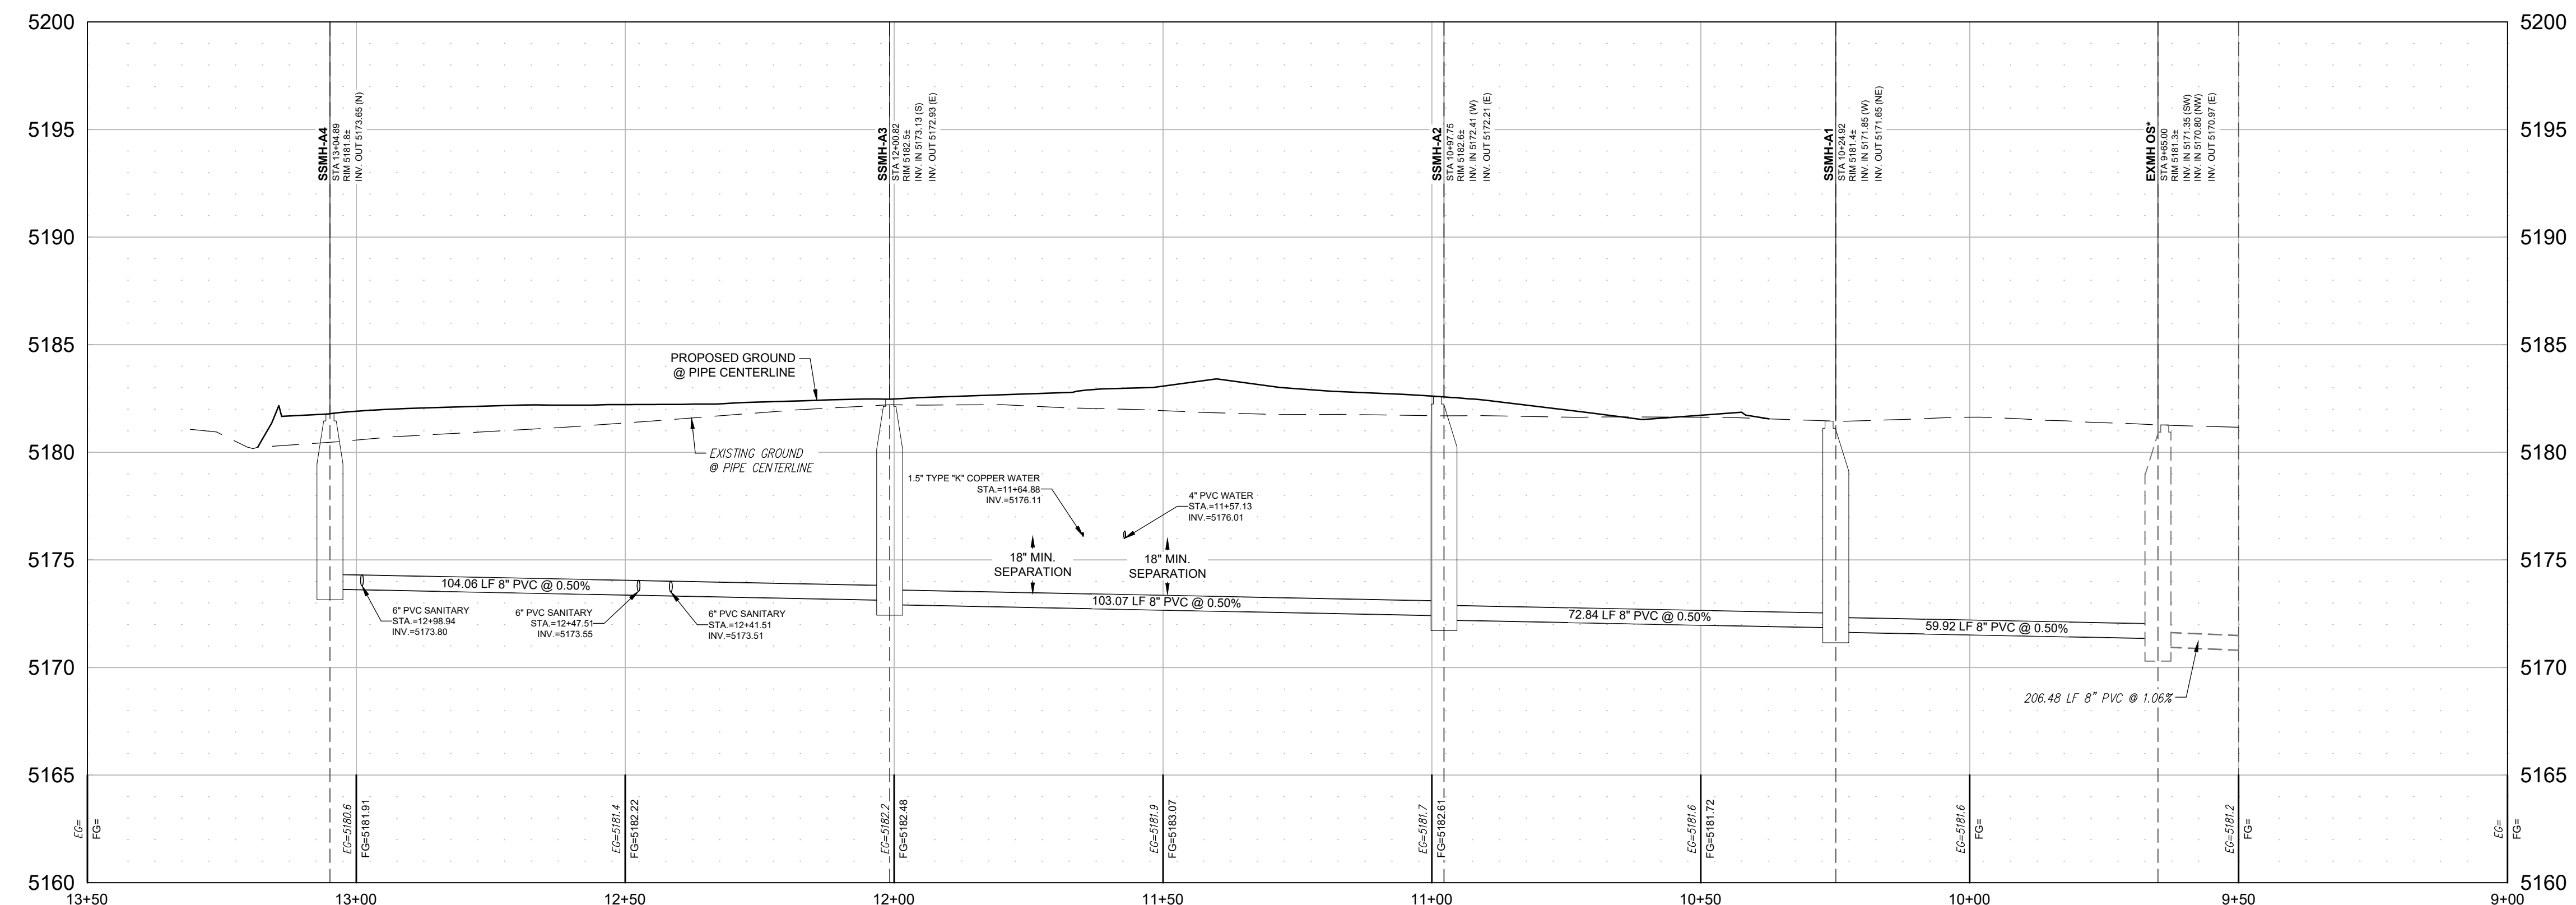 5200
5195
5190
5185
5180
5175
5170
5165
5160
SSMH-A4
STA 13+04.89
RIM 5181.8±
INV. OUT 5173.65 (N)
SSMH-A3
STA 12+00.82
RIM 5182.5±
INV. IN 5173.13 (S)
INV. OUT 5172.93 (E)
SSMH-A2
STA 10+97.75
RIM 5182.6±
INV. IN 5172.41 (W)
INV. OUT 5172.21 (E)
SSMH-A1
STA 10+24.92
RIM 5181.4±
INV. IN 5171.85 (W)
INV. OUT 5171.65 (NE)
EXMH OS*
STA 9+65.00
RIM 5181.3±
INV. IN 5171.35 (SW)
INV. IN 5170.80 (NW)
INV. OUT 5170.97 (E)
5200
5195
5190
5185
5180
5175
5170
5165
5160
PROPOSED GROUND
@ PIPE CENTERLINE
EXISTING GROUND
@ PIPE CENTERLINE
1.5" TYPE "K" COPPER WATER
STA.=11+64.88
INV.=5176.11
4" PVC WATER
STA.=11+57.13
INV.=5176.01
18" MIN.
SEPARATION
18" MIN.
SEPARATION
104.06 LF 8" PVC @ 0.50%
103.07 LF 8" PVC @ 0.50%
72.84 LF 8" PVC @ 0.50%
59.92 LF 8" PVC @ 0.50%
6" PVC SANITARY
STA.=12+98.94
INV.=5173.80
6" PVC SANITARY
STA.=12+47.51
INV.=5173.55
6" PVC SANITARY
STA.=12+41.51
INV.=5173.51
206.48 LF 8" PVC @ 1.06%
EG=
FG=
EG=5180.6
FG=5181.91
EG=5181.4
FG=5182.22
EG=5182.2
FG=5182.48
EG=5181.9
FG=5183.07
EG=5181.7
FG=5182.61
EG=5181.6
FG=5181.72
EG=5181.6
FG=
EG=5181.2
FG=
EG=
FG=
13+50
13+00
12+50
12+00
11+50
11+00
10+50
10+00
9+50
9+00